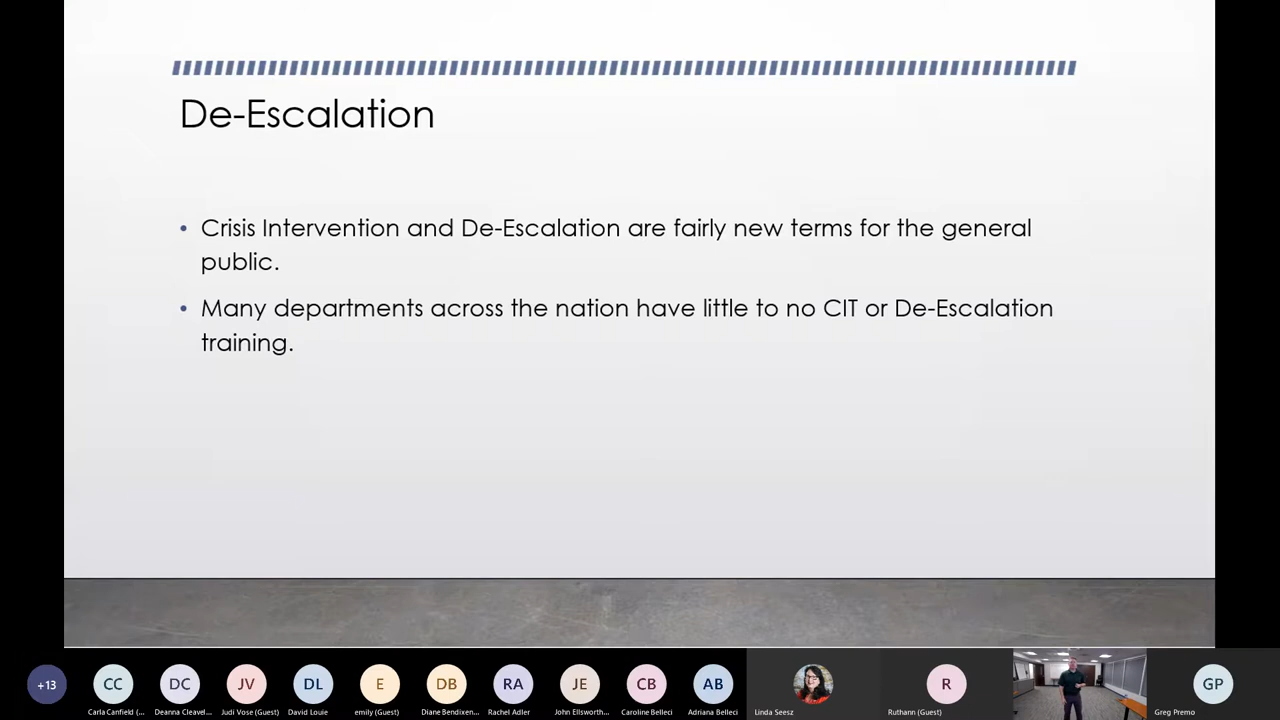 De-Escalation
• Crisis Intervention and De-Escalation are fairly new terms for the general
public.
• Many departments across the nation have little to no CIT or De-Escalation
training.
+13
CC
DC
JV
DL
E
DB
RA
JE
CB
AB
R
GP
Carla Canfield (...
Deanna Cleavel...
Judi Vose (Guest)
David Louie
emily (Guest)
Diane Bendixen...
Rachel Adler
John Ellsworth...
Caroline Belleci
Adriana Belleci
Linda Seesz
Ruthann (Guest)
Greg Premo